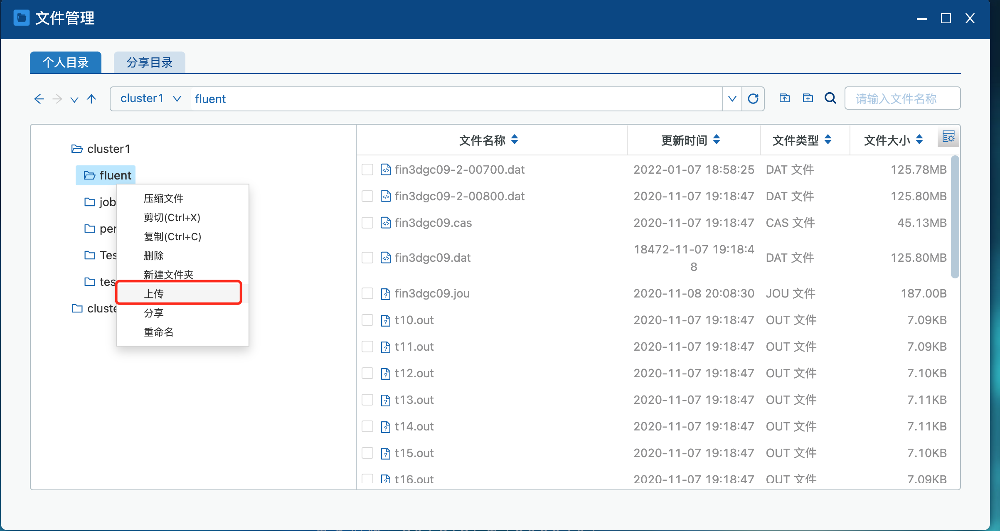 文件管理
个人目录
分享目录
cluster1
fluent
请输入文件名称
cluster1
fluent
job
per
Tes
tes
cluste
压缩文件
剪切(Ctrl+X)
复制(Ctrl+C)
删除
新建文件夹
上传
分享
重命名
文件名称 更新时间 文件类型 文件大小
fin3dgc09-2-00700.dat 2022-01-07 18:58:25 DAT 文件 125.78MB
fin3dgc09-2-00800.dat 2020-11-07 19:18:47 DAT 文件 125.80MB
fin3dgc09.cas 2020-11-07 19:18:47 CAS 文件 45.13MB
fin3dgc09.dat 18472-11-07 19:18:4
8 DAT 文件 125.80MB
fin3dgc09.jou 2020-11-08 20:08:30 JOU 文件 187.00B
t10.out 2020-11-07 19:18:47 OUT 文件 7.09KB
t11.out 2020-11-07 19:18:47 OUT 文件 7.09KB
t12.out 2020-11-07 19:18:47 OUT 文件 7.10KB
t13.out 2020-11-07 19:18:47 OUT 文件 7.11KB
t14.out 2020-11-07 19:18:47 OUT 文件 7.11KB
t15.out 2020-11-07 19:18:47 OUT 文件 7.10KB
t16.out 2020-11-07 19:18:47 OUT 文件 7.09KB